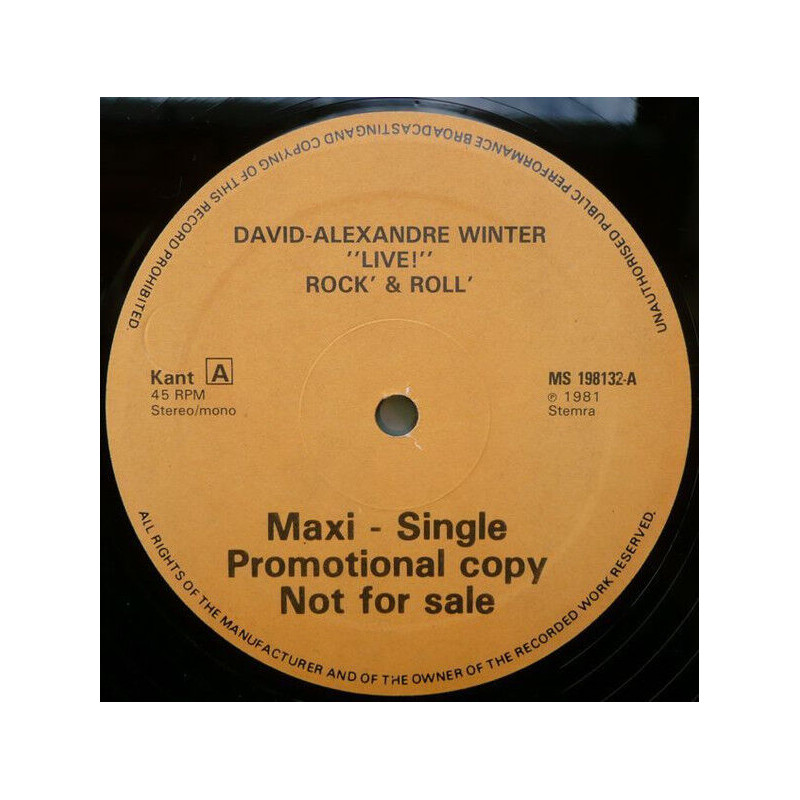 DAVID-ALEXANDRE WINTER
"LIVE!"
ROCK' & ROLL'
Kant A
45 RPM
Stereo/mono
MS 198132-A
℗ 1981
Stemra
Maxi - Single
Promotional copy
Not for sale
ALL RIGHTS OF THE MANUFACTURER AND OF THE OWNER OF THE RECORDED WORK RESERVED.
UNAUTHORISED PUBLIC PERFORMANCE BROADCASTING AND COPYING OF THIS RECORD PROHIBITED.